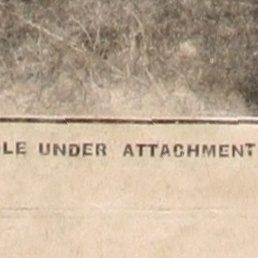 LE UNDER ATTACHMENT